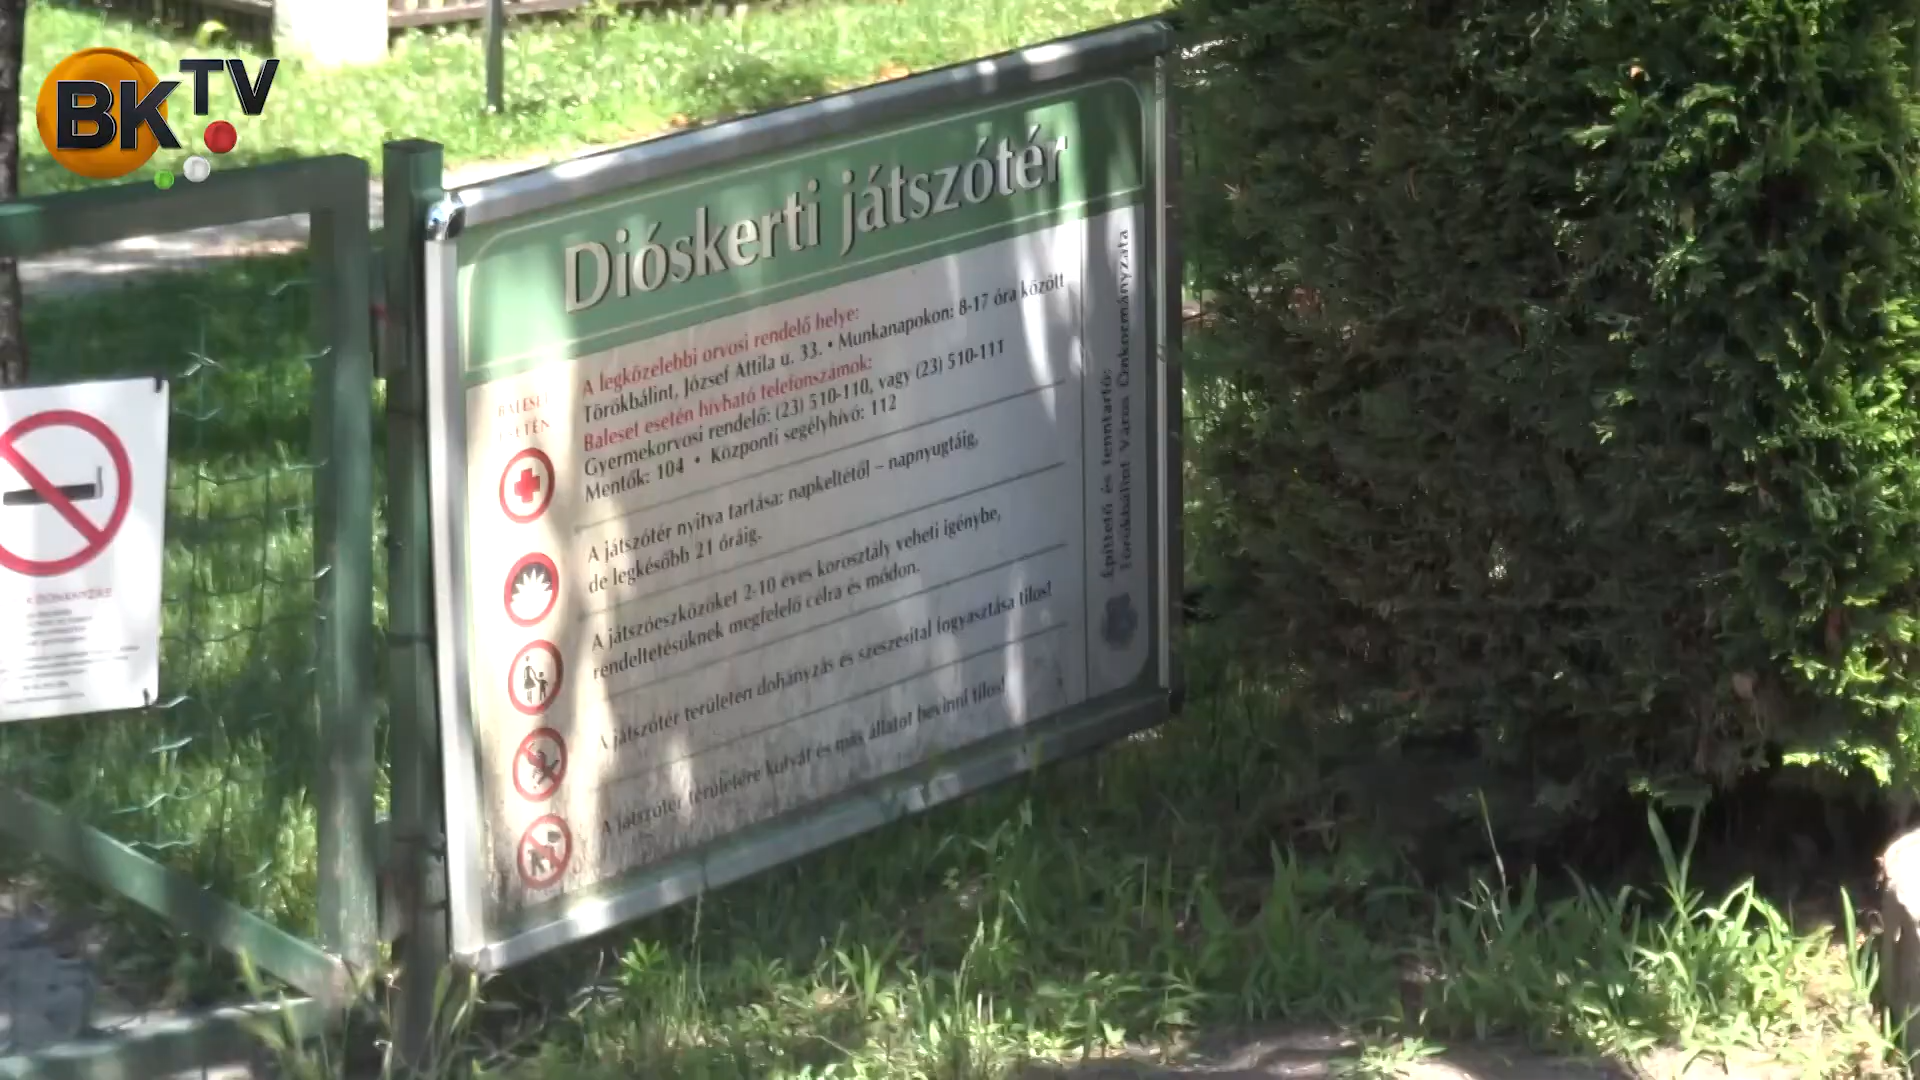 BKTV
Dióskerti játszótér
A legközelebbi orvosi rendelő helye:
Törökbálint, József Attila u. 33. • Munkanapokon: 8-17 óra között
Baleset esetén hívható telefonszámok:
Gyermekorvosi rendelő: (23) 510-110, vagy (23) 510-111
Mentők: 104 • Központi segélyhívó: 112
BALESET
ESETÉN
A játszótér nyitva tartása: napkeltétől – napnyugtáig,
de legkésőbb 21 óráig.
A játszóeszközöket 2-10 éves korosztály veheti igénybe,
rendeltetésüknek megfelelő célra és módon.
A játszótér területén dohányzás és szeszesital fogyasztása tilos!
A játszótér területére kutyát és más állatot bevinni tilos!
Építtető és fenntartó:
Törökbálint Város Önkormányzata